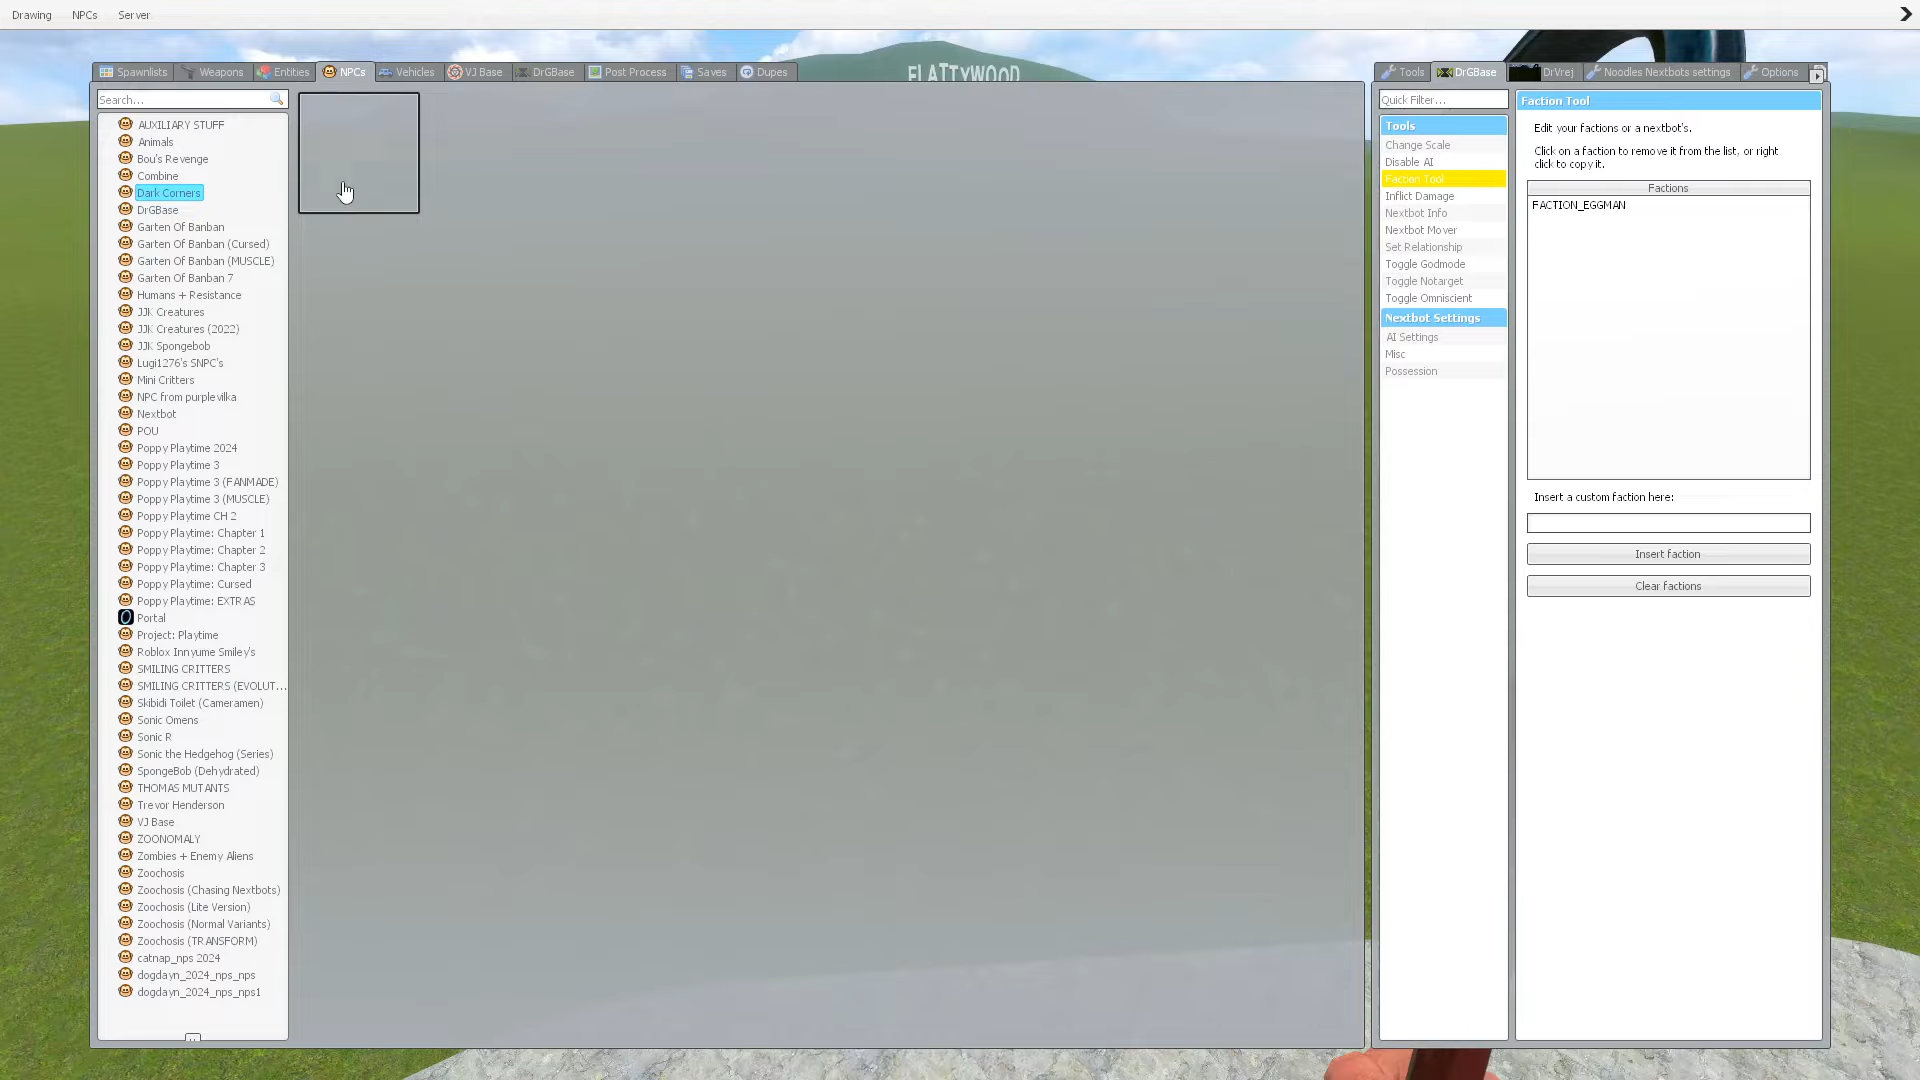 Drawing NPCs Server
FLATTYWOOD
Spawnlists Weapons Entities NPCs Vehicles VJ Base DrGBase Post Process Saves Dupes
Search...
AUXILIARY STUFF
Animals
Bou's Revenge
Combine
Dark Corners
DrGBase
Garten Of Banban
Garten Of Banban (Cursed)
Garten Of Banban (MUSCLE)
Garten Of Banban 7
Humans + Resistance
JJK Creatures
JJK Creatures (2022)
JJK Spongebob
Lugi1276's SNPC's
Mini Critters
NPC from purplevilka
Nextbot
POU
Poppy Playtime 2024
Poppy Playtime 3
Poppy Playtime 3 (FANMADE)
Poppy Playtime 3 (MUSCLE)
Poppy Playtime CH 2
Poppy Playtime: Chapter 1
Poppy Playtime: Chapter 2
Poppy Playtime: Chapter 3
Poppy Playtime: Cursed
Poppy Playtime: EXTRAS
Portal
Project: Playtime
Roblox Innyume Smiley's
SMILING CRITTERS
SMILING CRITTERS (EVOLUT...
Skibidi Toilet (Cameramen)
Sonic Omens
Sonic R
Sonic the Hedgehog (Series)
SpongeBob (Dehydrated)
THOMAS MUTANTS
Trevor Henderson
VJ Base
ZOONOMALY
Zombies + Enemy Aliens
Zoochosis
Zoochosis (Chasing Nextbots)
Zoochosis (Lite Version)
Zoochosis (Normal Variants)
Zoochosis (TRANSFORM)
catnap_nps 2024
dogdayn_2024_nps_nps
dogdayn_2024_nps_nps1
Tools DrGBase DrVrej Noodles Nextbots settings Options
Quick Filter...
Tools
Change Scale
Disable AI
Faction Tool
Inflict Damage
Nextbot Info
Nextbot Mover
Set Relationship
Toggle Godmode
Toggle Notarget
Toggle Omniscient
Nextbot Settings
AI Settings
Misc
Possession
Faction Tool
Edit your factions or a nextbot's.
Click on a faction to remove it from the list, or right
click to copy it.
Factions
FACTION_EGGMAN
Insert a custom faction here:
Insert faction
Clear factions